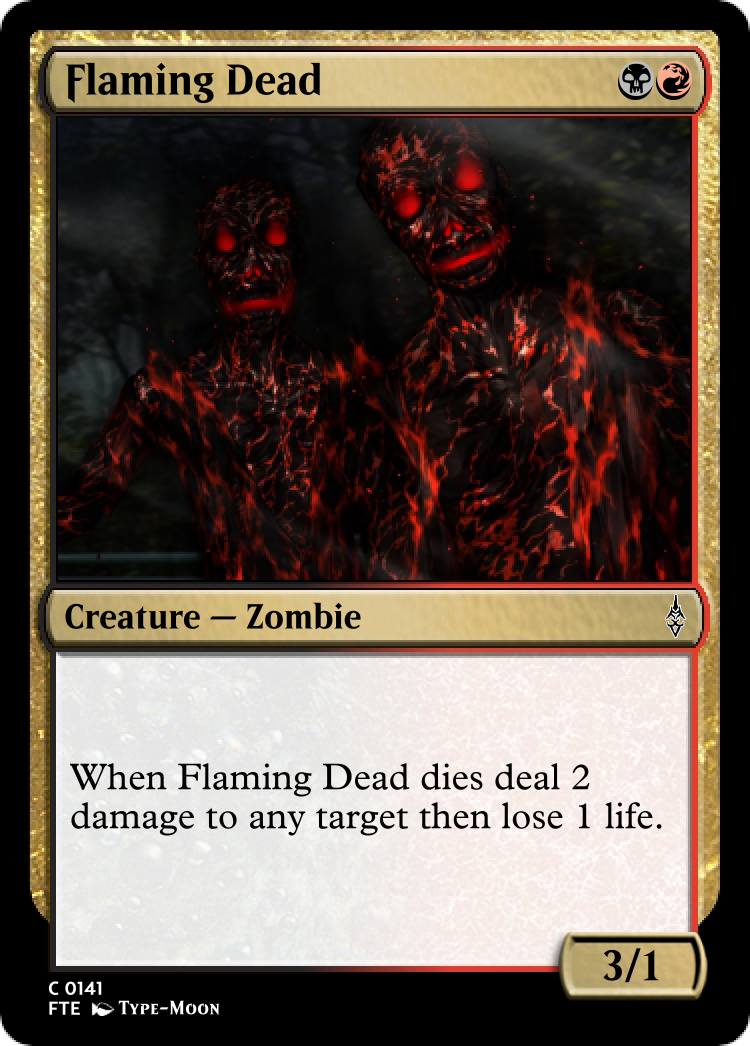 Flaming Dead
Creature — Zombie
When Flaming Dead dies deal 2
damage to any target then lose 1 life.
3/1
C 0141
FTE Type-Moon